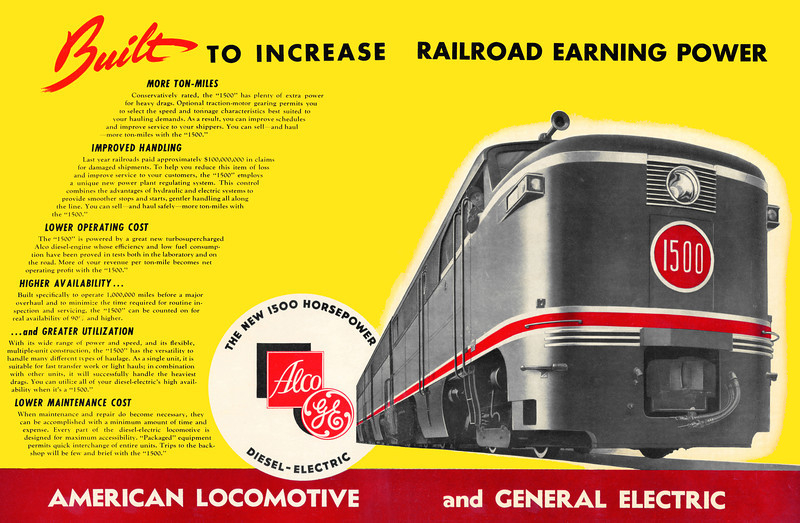 Built TO INCREASE RAILROAD EARNING POWER
MORE TON-MILES
Conservatively rated, the "1500" has plenty of extra power
for heavy drags. Optional traction-motor gearing permits you
to select the speed and tonnage characteristics best suited to
your hauling demands. As a result, you can improve schedules
and improve service to your shippers. You can sell—and haul
—more ton-miles with the "1500."
IMPROVED HANDLING
Last year railroads paid approximately $100,000,000 in claims
for damaged shipments. To help you reduce this item of loss
and improve service to your customers, the "1500" employs
a unique new power plant regulating system. This control
combines the advantages of hydraulic and electric systems to
provide smoother stops and starts, gentler handling all along
the line. You can sell—and haul safely—more ton-miles with
the "1500."
LOWER OPERATING COST
The "1500" is powered by a great new turbosupercharged
Alco diesel-engine whose efficiency and low fuel consump-
tion have been proved in tests both in the laboratory and on
the road. More of your revenue per ton-mile becomes net
operating profit with the "1500."
HIGHER AVAILABILITY...
Built specifically to operate 1,000,000 miles before a major
overhaul and to minimize the time required for routine in-
spection and servicing, the "1500" can be counted on for
real availability of 90% and higher.
...and GREATER UTILIZATION
With its wide range of power and speed, and its flexible,
multiple-unit construction, the "1500" has the versatility to
handle many different types of haulage. As a single unit, it is
suitable for fast transfer work or light hauls; in combination
with other units, it will successfully handle the heaviest
drags. You can utilize all of your diesel-electric's high avail-
ability when it's a "1500."
LOWER MAINTENANCE COST
When maintenance and repair do become necessary, they
can be accomplished with a minimum amount of time and
expense. Every part of the diesel-electric locomotive is
designed for maximum accessibility. "Packaged" equipment
permits quick interchange of entire units. Trips to the back-
shop will be few and brief with the "1500."
THE NEW 1500 HORSEPOWER
Alco
GE
DIESEL-ELECTRIC
1500
AMERICAN LOCOMOTIVE and GENERAL ELECTRIC